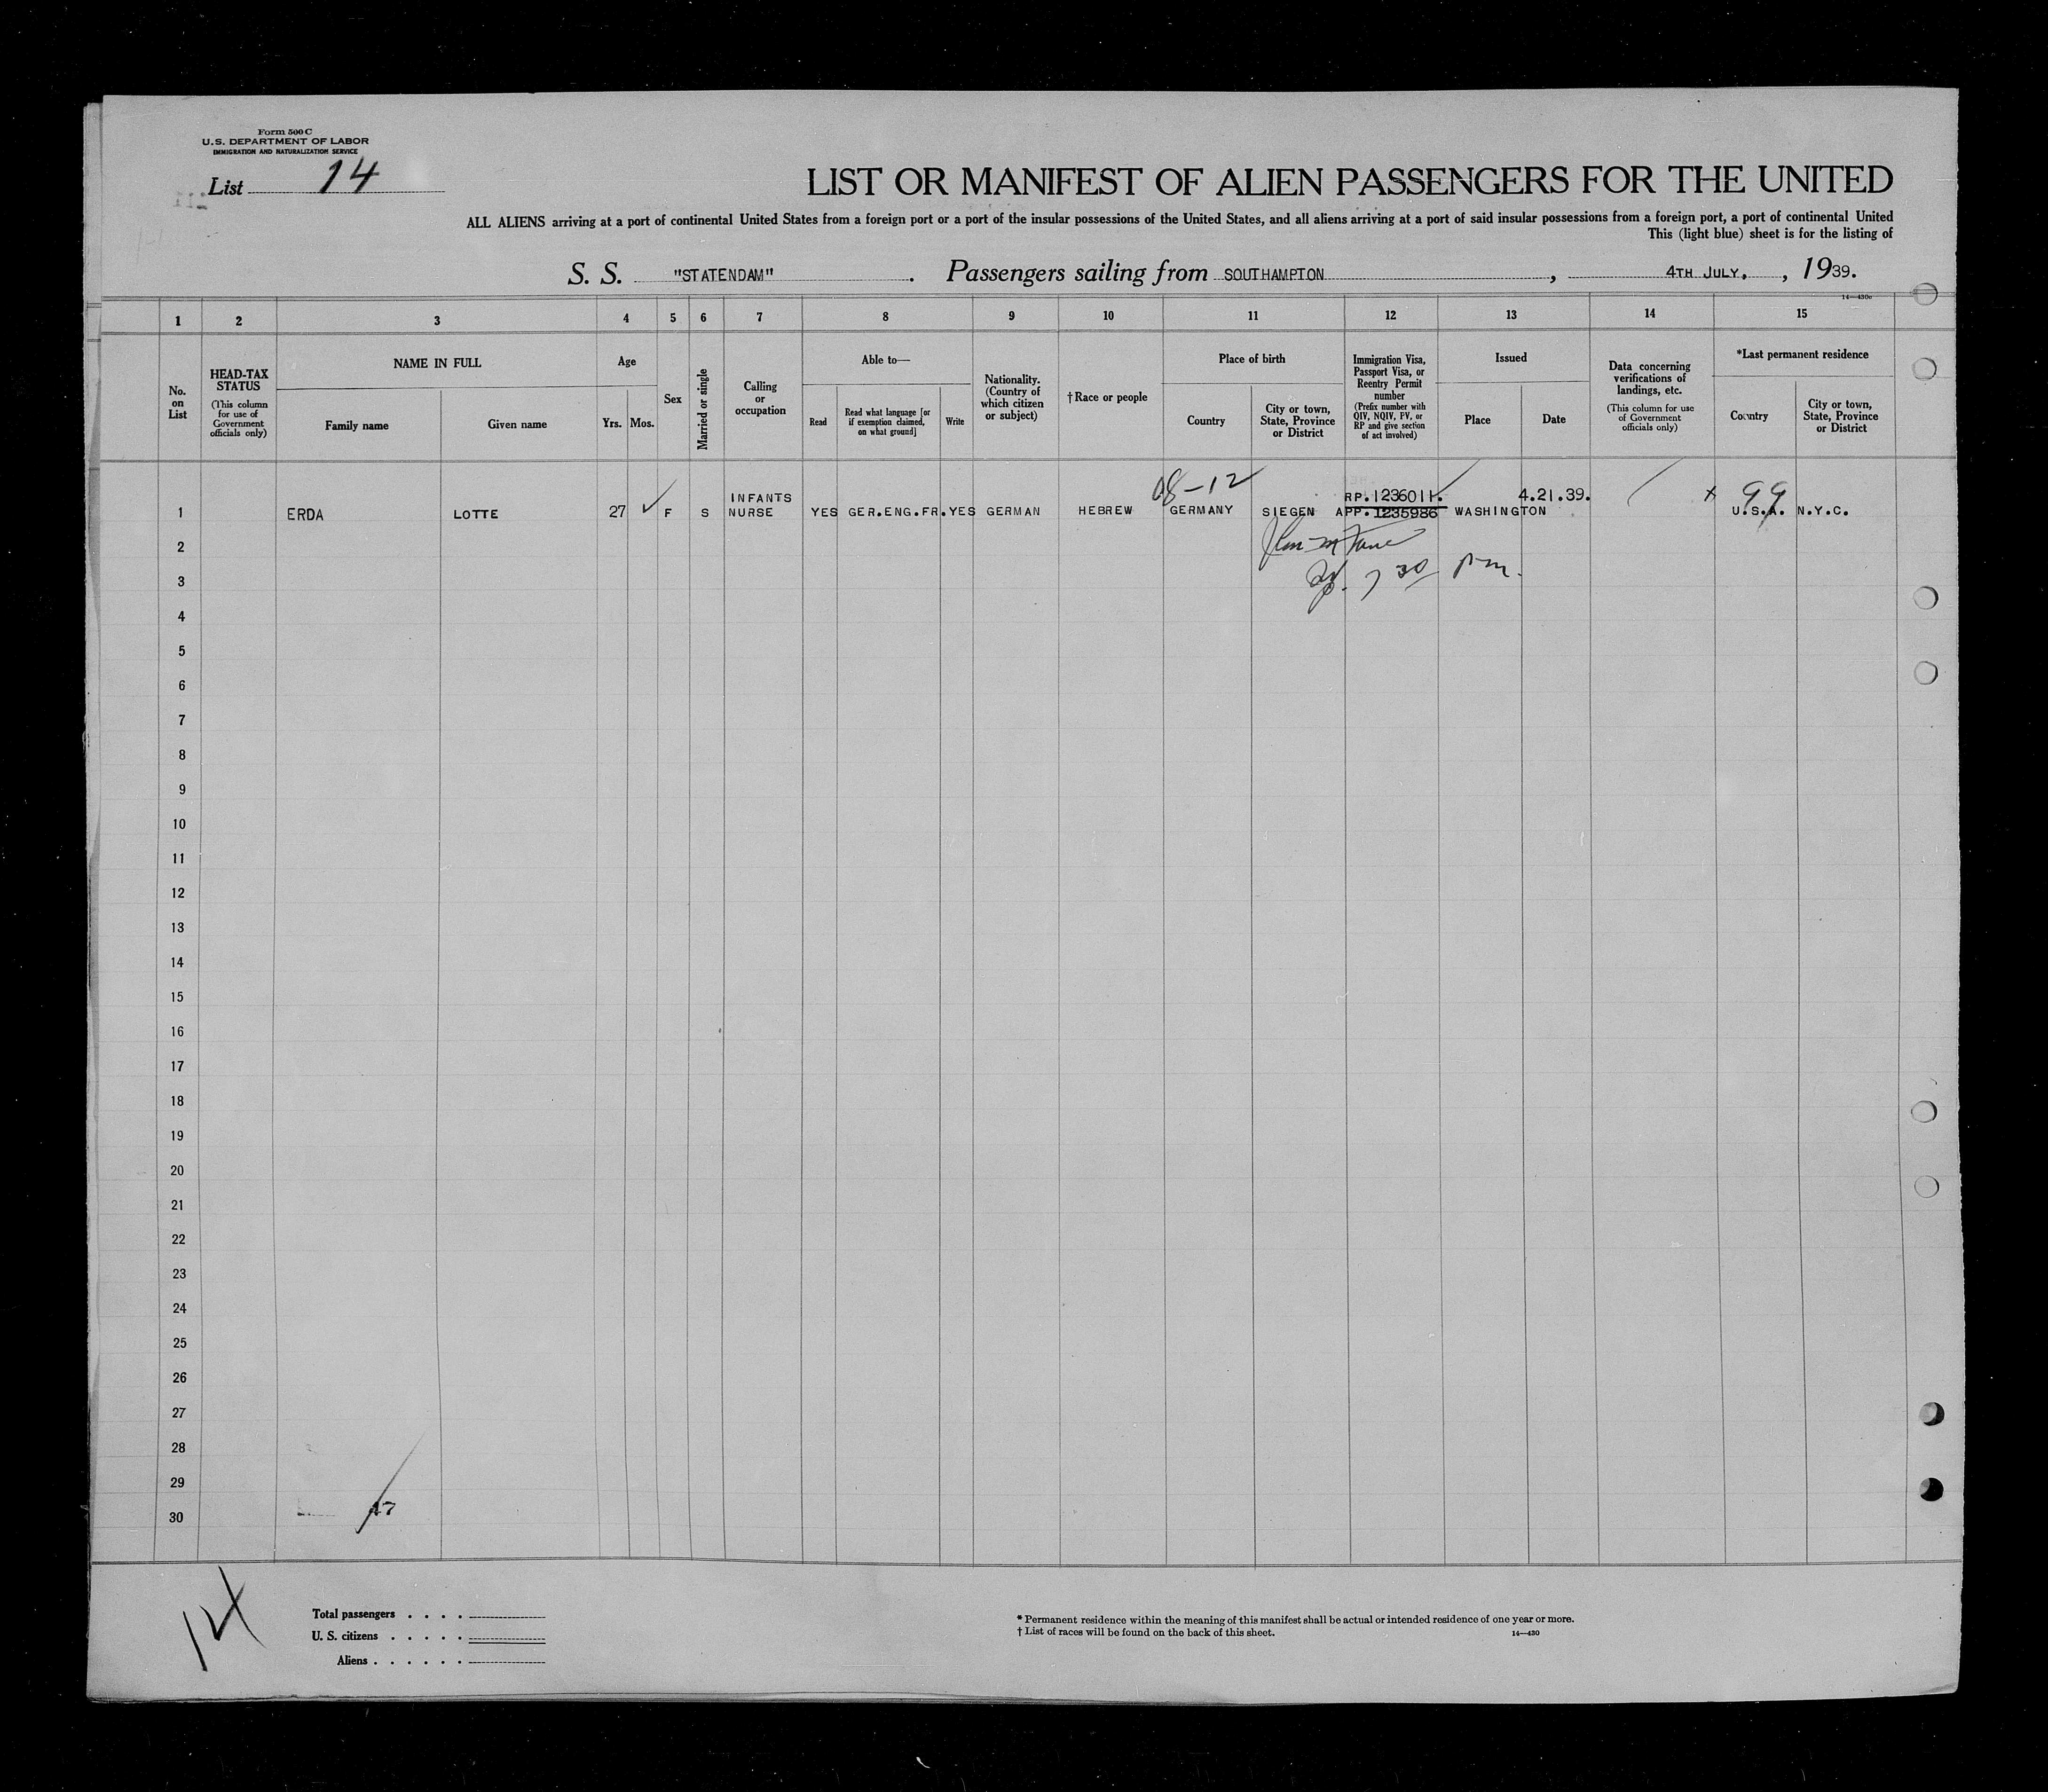 Form 500 C
U.S. DEPARTMENT OF LABOR
IMMIGRATION AND NATURALIZATION SERVICE
List 14
LIST OR MANIFEST OF ALIEN PASSENGERS FOR THE UNITED
ALL ALIENS arriving at a port of continental United States from a foreign port or a port of the insular possessions of the United States, and all aliens arriving at a port of said insular possessions from a foreign port, a port of continental United
This (light blue) sheet is for the listing of
S. S. "STATENDAM". Passengers sailing from SOUTHAMPTON, 4TH JULY, , 1939.
14—430c
1 2 3 4 5 6 7 8 9 10 11 12 13 14 15
No. on List
HEAD-TAX STATUS
(This column for use of Government officials only)
NAME IN FULL
Family name
Given name
Age
Yrs. Mos.
Sex
Married or single
Calling or occupation
Able to—
Read
Read what language [or if exemption claimed, on what ground]
Write
Nationality. (Country of which citizen or subject)
†Race or people
Place of birth
Country
City or town, State, Province or District
Immigration Visa, Passport Visa, or Reentry Permit number
(Prefix number with QIV, NQIV, PV, or RP and give section of act involved)
Issued
Place
Date
Data concerning verifications of landings, etc.
(This column for use of Government officials only)
*Last permanent residence
Country
City or town, State, Province or District
08-12
INFANTS RP.1236011. 4.21.39. x 99
1 ERDA LOTTE 27 F S NURSE YES GER.ENG.FR. YES GERMAN HEBREW GERMANY SIEGEN APP.1235986 WASHINGTON U.S.A. N.Y.C.
2
3 7 30 pm.
4
5
6
7
8
9
10
11
12
13
14
15
16
17
18
19
20
21
22
23
24
25
26
27
28
29
30 17
14
Total passengers . . . .
U. S. citizens . . . . .
Aliens . . . . . .
* Permanent residence within the meaning of this manifest shall be actual or intended residence of one year or more.
† List of races will be found on the back of this sheet. 14—430